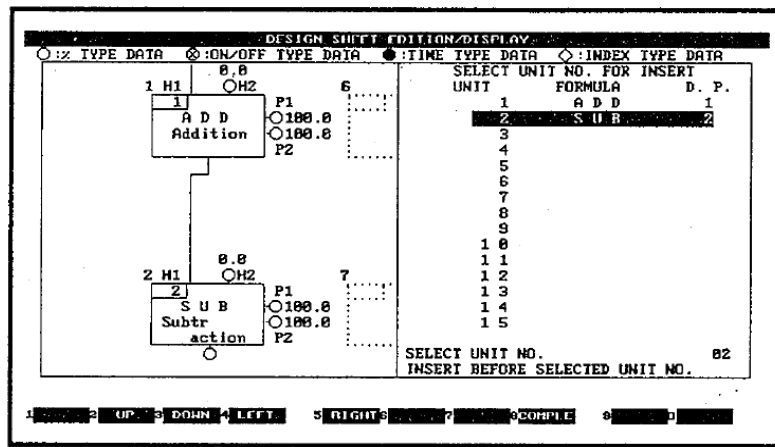 DESIGN SHEET EDITION/DISPLAY
:% TYPE DATA :ON/OFF TYPE DATA :TIME TYPE DATA :INDEX TYPE DATA
0,0
1 H1 H2 6
1 P1
A D D 100.0
Addition 100.0
P2
0.0
2 H1 H2 7
2 P1
S U B 100.0
Subtr 100.0
action P2
SELECT UNIT NO. FOR INSERT
UNIT FORMULA D. P.
1 A D D 1
2 S U B 2
3
4
5
6
7
8
9
1 0
1 1
1 2
1 3
1 4
1 5
SELECT UNIT NO. 02
INSERT BEFORE SELECTED UNIT NO.
1 2 UP 3 DOWN 4 LEFT 5 RIGHT 6 7 8 COMPLE 9 0